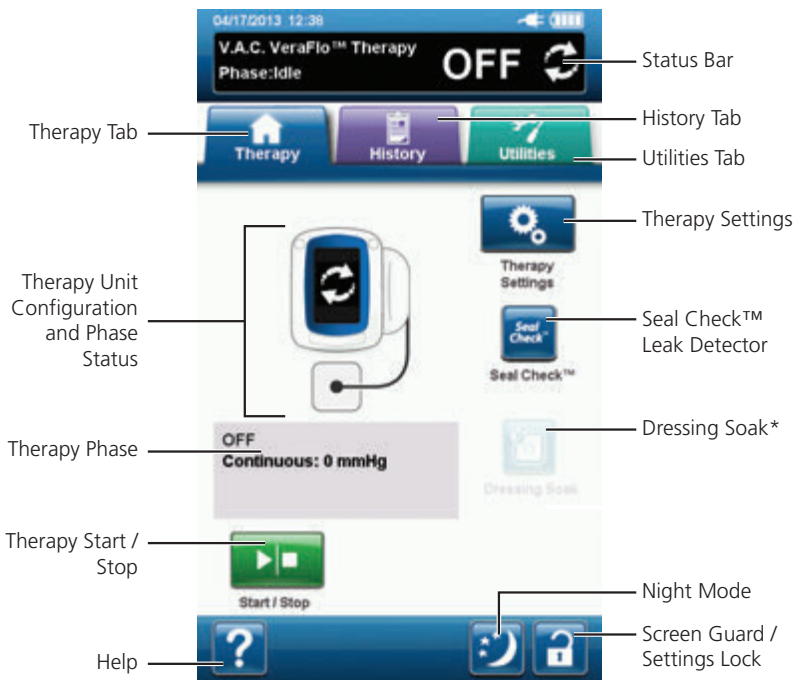 04/17/2013 12:38
V.A.C. VeraFlo™ Therapy
Phase:Idle
OFF
Status Bar
Therapy Tab
Therapy
History
Utilities
History Tab
Utilities Tab
Therapy Settings
Therapy
Settings
Therapy Unit
Configuration
and Phase
Status
Seal
Check™
Seal Check™
Leak Detector
Seal Check™
Therapy Phase
OFF
Continuous: 0 mmHg
Dressing Soak*
Dressing Soak
Therapy Start /
Stop
Start / Stop
Night Mode
Help
?
Screen Guard /
Settings Lock